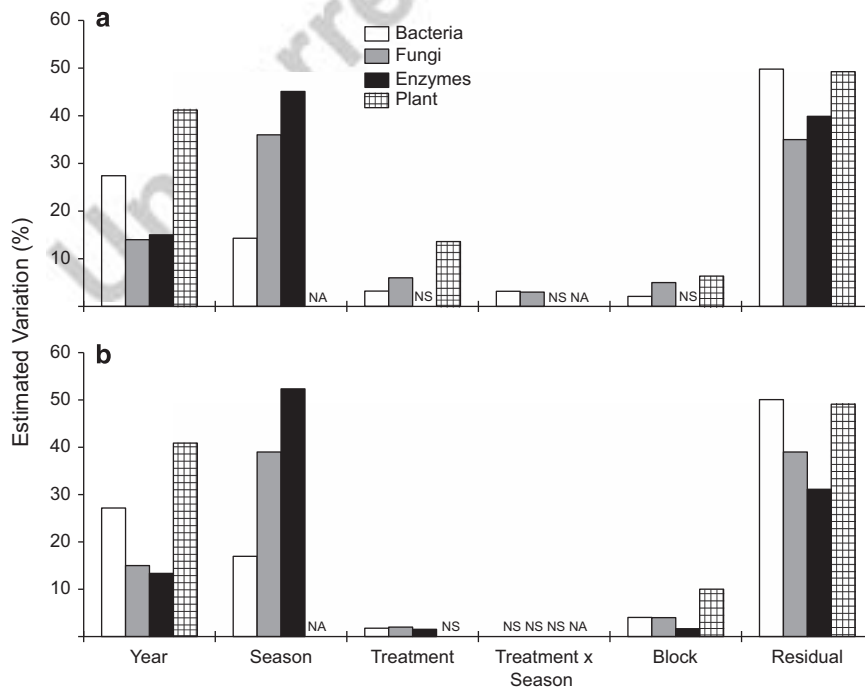 a
60
50
40
30
20
10
Bacteria
Fungi
Enzymes
Plant
NA
NS
NS NA
NS
Estimated Variation (%)
b
60
50
40
30
20
10
NA
NS
NS NS NS NA
Year
Season
Treatment
Treatment x
Season
Block
Residual